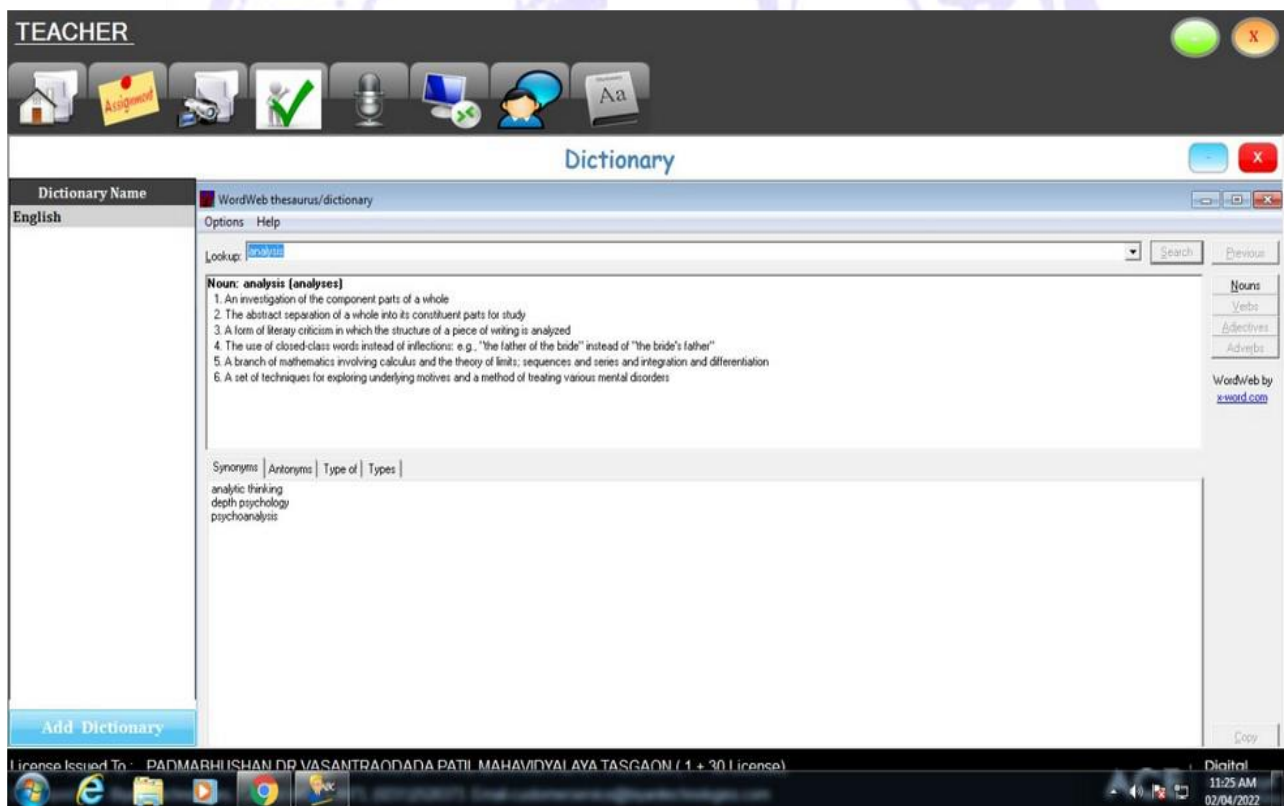 TEACHER
X
Assignment
Dictionary
Aa
Dictionary
- X
Dictionary Name
English
WordWeb thesaurus/dictionary
Options Help
Lookup: analysis Search Previous
Noun: analysis (analyses)
1. An investigation of the component parts of a whole
2. The abstract separation of a whole into its constituent parts for study
3. A form of literary criticism in which the structure of a piece of writing is analyzed
4. The use of closed-class words instead of inflections: e.g., "the father of the bride" instead of "the bride's father"
5. A branch of mathematics involving calculus and the theory of limits; sequences and series and integration and differentiation
6. A set of techniques for exploring underlying motives and a method of treating various mental disorders
Nouns
Verbs
Adjectives
Adverbs
WordWeb by
x-word.com
Synonyms Antonyms Type of Types
analytic thinking
depth psychology
psychoanalysis
Add Dictionary
Copy
License Issued To : PADMABHUSHAN DR VASANTRAODADA PATIL MAHAVIDYALAYA TASGAON ( 1 + 30 License) Digital
11:25 AM
02/04/2022